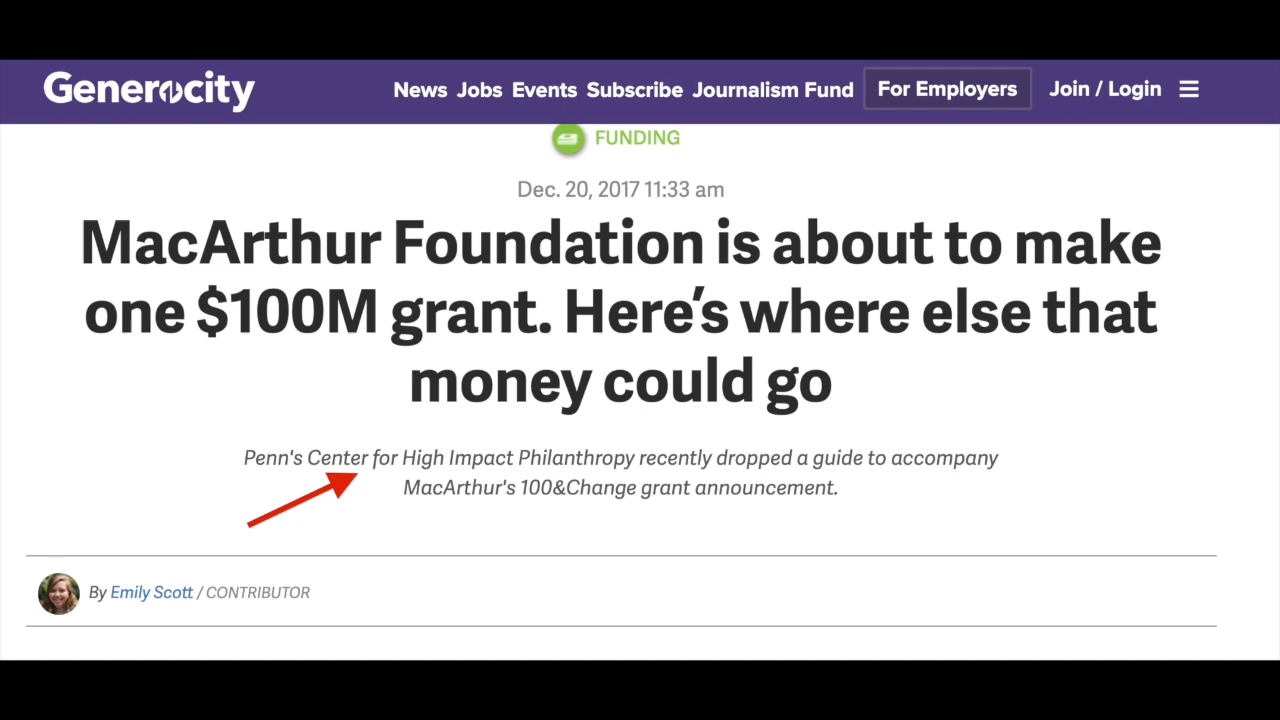 Generocity
News Jobs Events Subscribe Journalism Fund For Employers Join / Login
FUNDING
Dec. 20, 2017 11:33 am
MacArthur Foundation is about to make
one $100M grant. Here’s where else that
money could go
Penn's Center for High Impact Philanthropy recently dropped a guide to accompany
MacArthur's 100&Change grant announcement.
By Emily Scott / CONTRIBUTOR